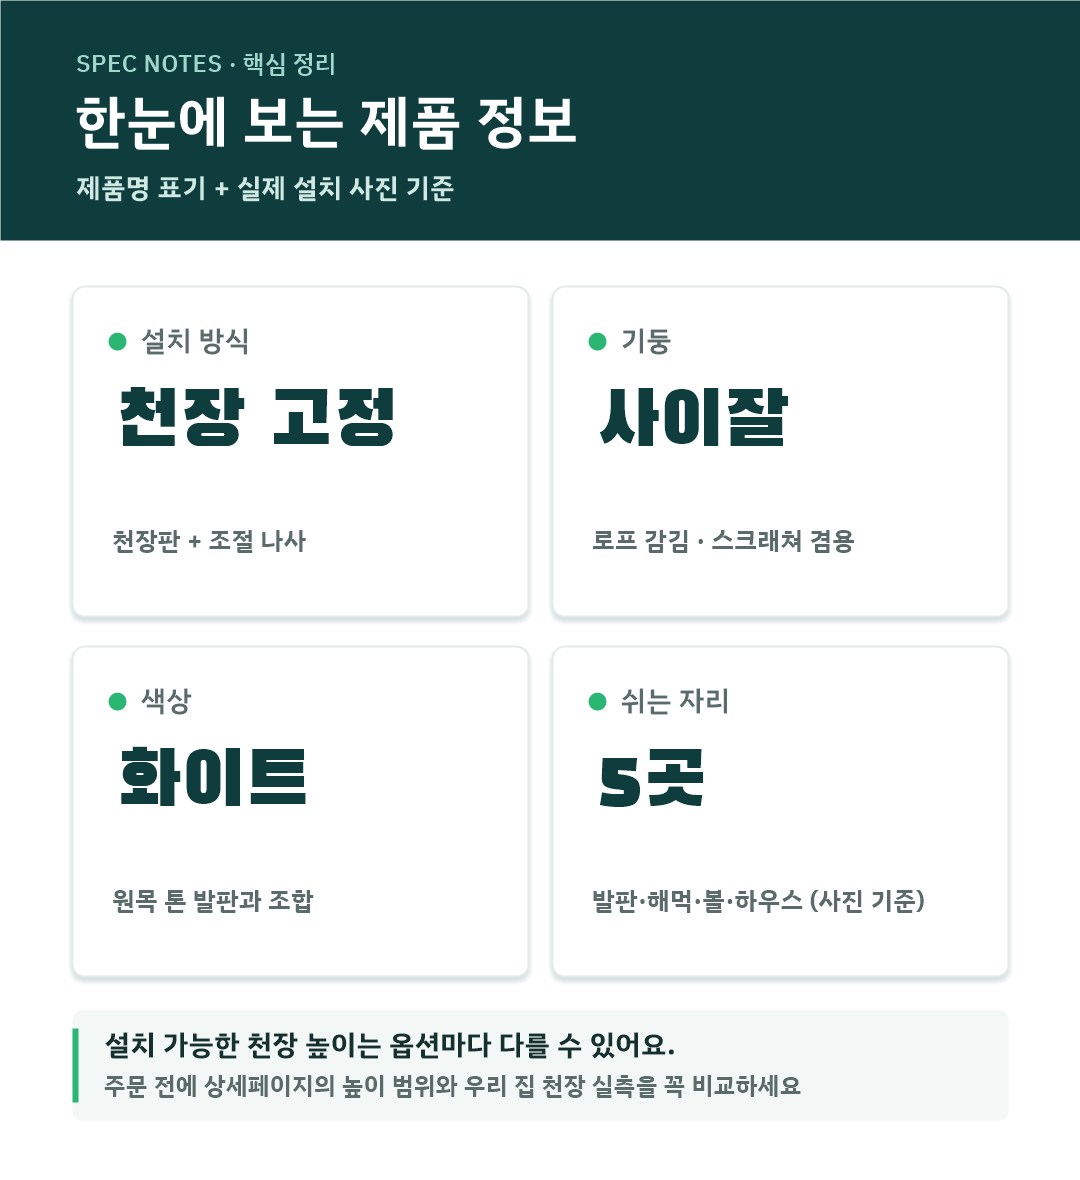 SPEC NOTES · 핵심 정리
한눈에 보는 제품 정보
제품명 표기 + 실제 설치 사진 기준
설치 방식
천장 고정
천장판 + 조절 나사
기둥
사이잘
로프 감김 · 스크래쳐 겸용
색상
화이트
원목 톤 발판과 조합
쉬는 자리
5곳
발판·해먹·볼·하우스 (사진 기준)
설치 가능한 천장 높이는 옵션마다 다를 수 있어요.
주문 전에 상세페이지의 높이 범위와 우리 집 천장 실측을 꼭 비교하세요